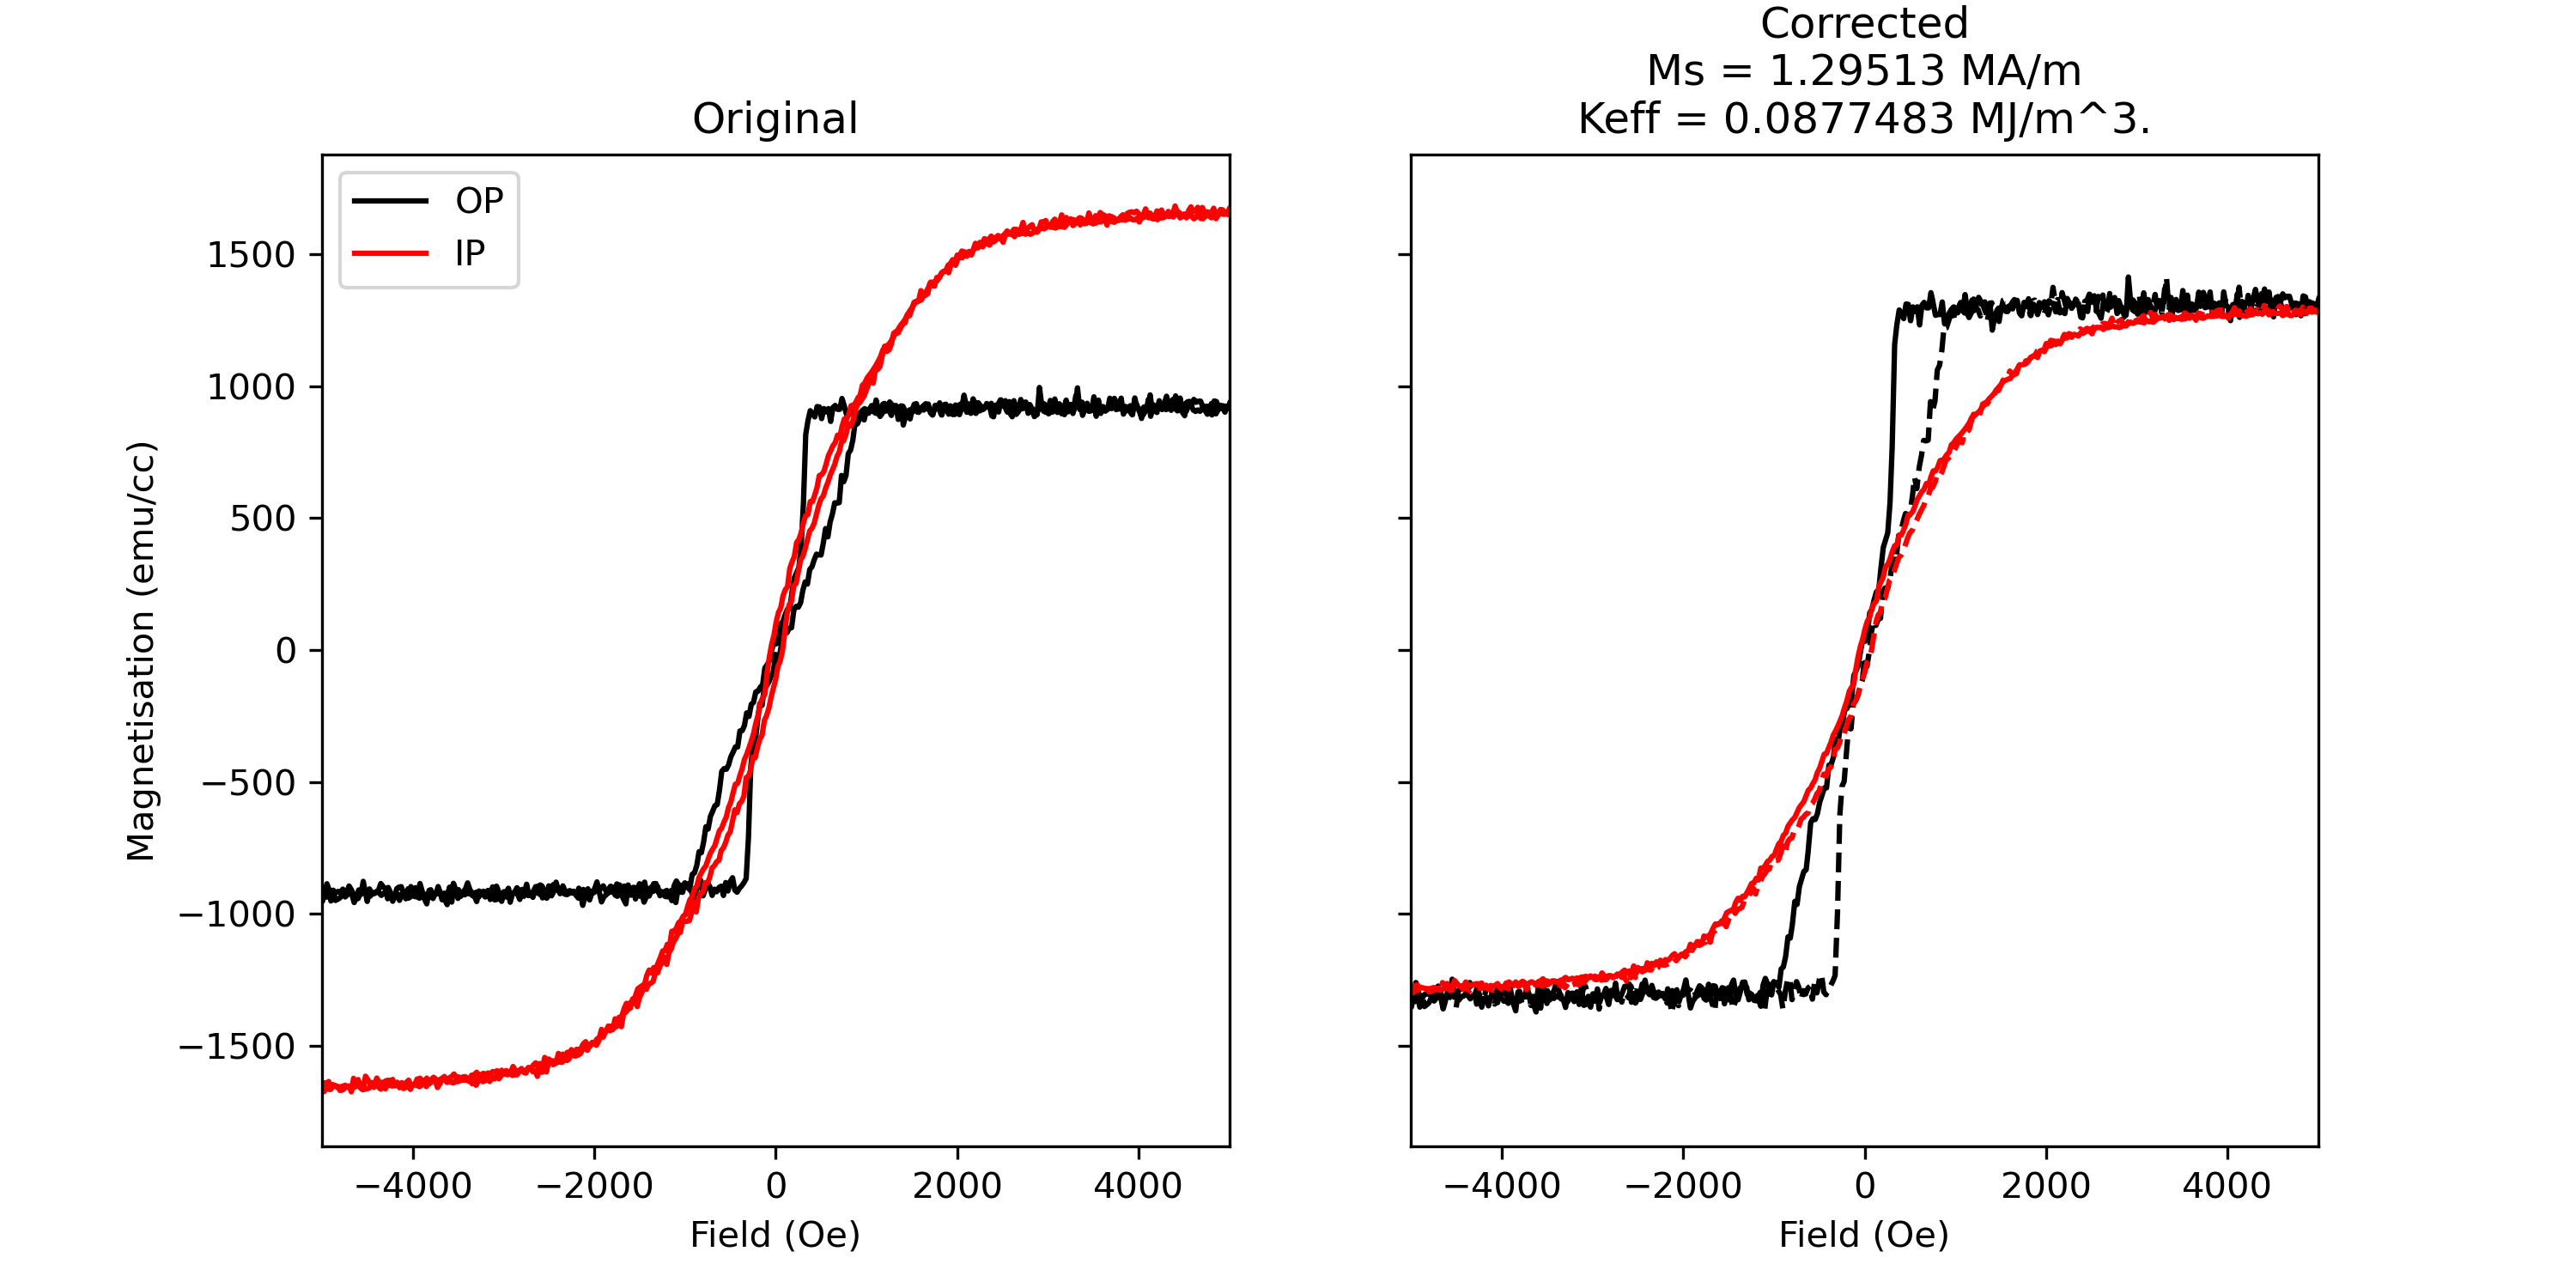 Original
OP
IP
1500
1000
500
0
−500
−1000
−1500
Magnetisation (emu/cc)
−4000 −2000 0 2000 4000
Field (Oe)
Corrected
Ms = 1.29513 MA/m
Keff = 0.0877483 MJ/m^3.
−4000 −2000 0 2000 4000
Field (Oe)